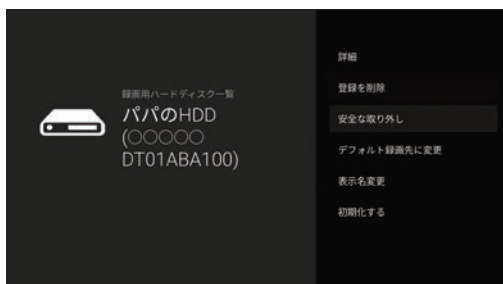 録画用ハードディスク一覧
パパのHDD
(○○○○○
DT01ABA100)
詳細
登録を削除
安全な取り外し
デフォルト録画先に変更
表示名変更
初期化する